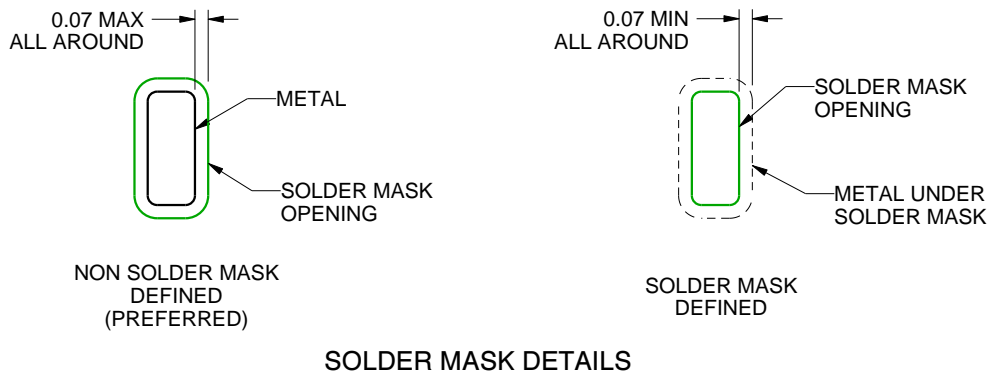 0.07 MAX
ALL AROUND
METAL
SOLDER MASK
OPENING
NON SOLDER MASK
DEFINED
(PREFERRED)
0.07 MIN
ALL AROUND
SOLDER MASK
OPENING
METAL UNDER
SOLDER MASK
SOLDER MASK
DEFINED
SOLDER MASK DETAILS